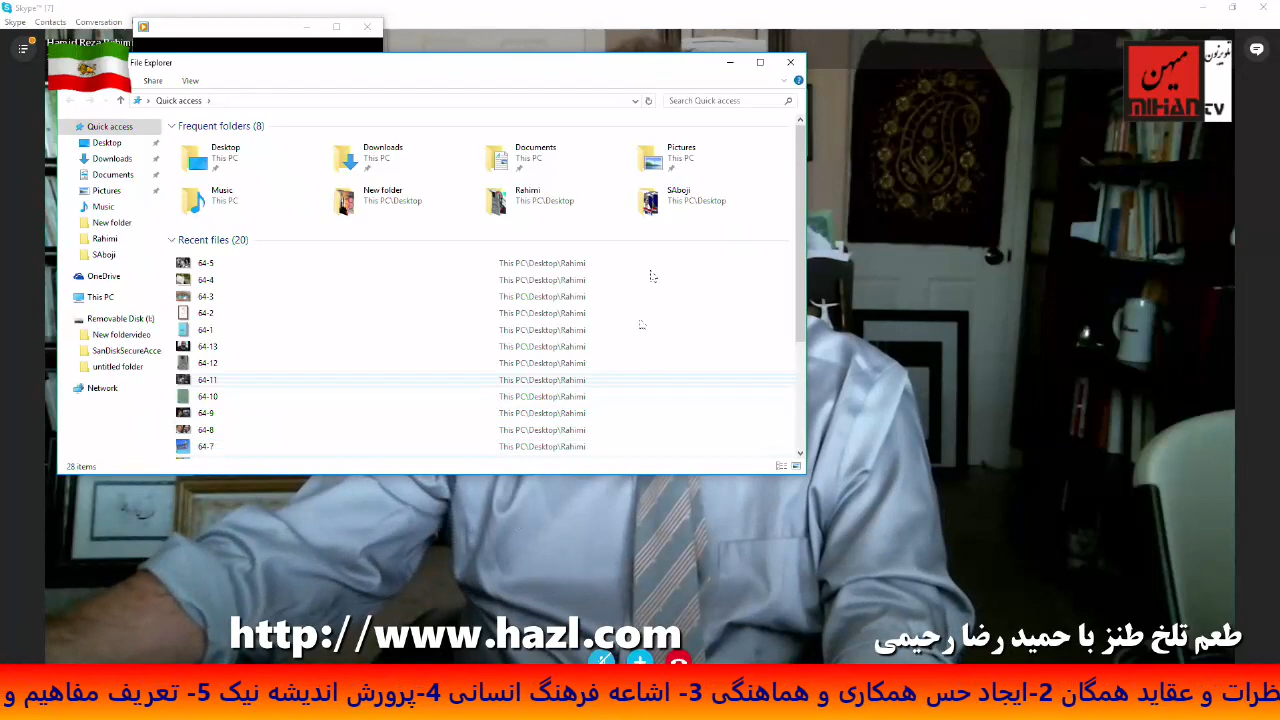 Skype™ [7]
Skype Contacts Conversation
Hamid Reza Rahimi
File Explorer
Share View
Quick access
Search Quick access
میهن
تلویزیون
MIHAN TV
Quick access
Desktop
Downloads
Documents
Pictures
Music
New folder
Rahimi
SAboji
OneDrive
This PC
Removable Disk (I:)
New foldervideo
SanDiskSecureAcce
untitled folder
Network
Frequent folders (8)
Desktop
This PC
Downloads
This PC
Documents
This PC
Pictures
This PC
Music
This PC
New folder
This PC\Desktop
Rahimi
This PC\Desktop
SAboji
This PC\Desktop
Recent files (20)
64-5 This PC\Desktop\Rahimi
64-4 This PC\Desktop\Rahimi
64-3 This PC\Desktop\Rahimi
64-2 This PC\Desktop\Rahimi
64-1 This PC\Desktop\Rahimi
64-13 This PC\Desktop\Rahimi
64-12 This PC\Desktop\Rahimi
64-11 This PC\Desktop\Rahimi
64-10 This PC\Desktop\Rahimi
64-9 This PC\Desktop\Rahimi
64-8 This PC\Desktop\Rahimi
64-7 This PC\Desktop\Rahimi
28 items
http://www.hazl.com
طعم تلخ طنز با حمید رضا رحیمی
ظرات و عقاید همگان 2-ایجاد حس همکاری و هماهنگی 3- اشاعه فرهنگ انسانی 4-پرورش اندیشه نیک 5- تعریف مفاهیم و